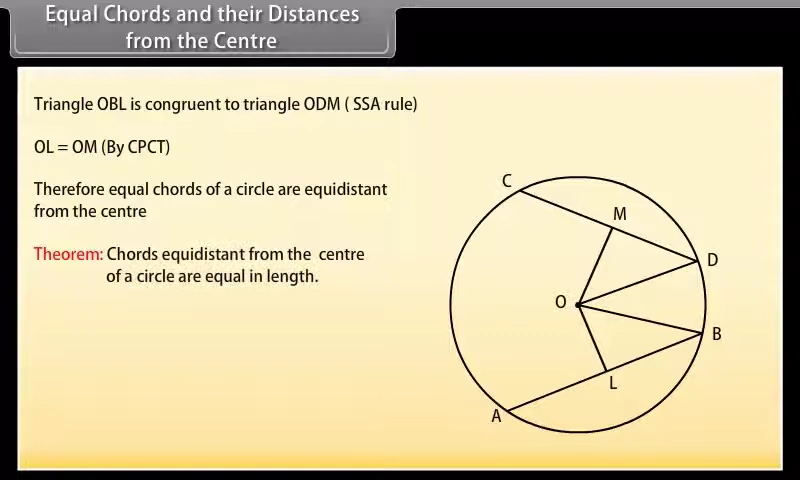 Equal Chords and their Distances
from the Centre
Triangle OBL is congruent to triangle ODM ( SSA rule)
OL = OM (By CPCT)
Therefore equal chords of a circle are equidistant
from the centre
Theorem: Chords equidistant from the centre
of a circle are equal in length.
C
M
D
O
B
L
A